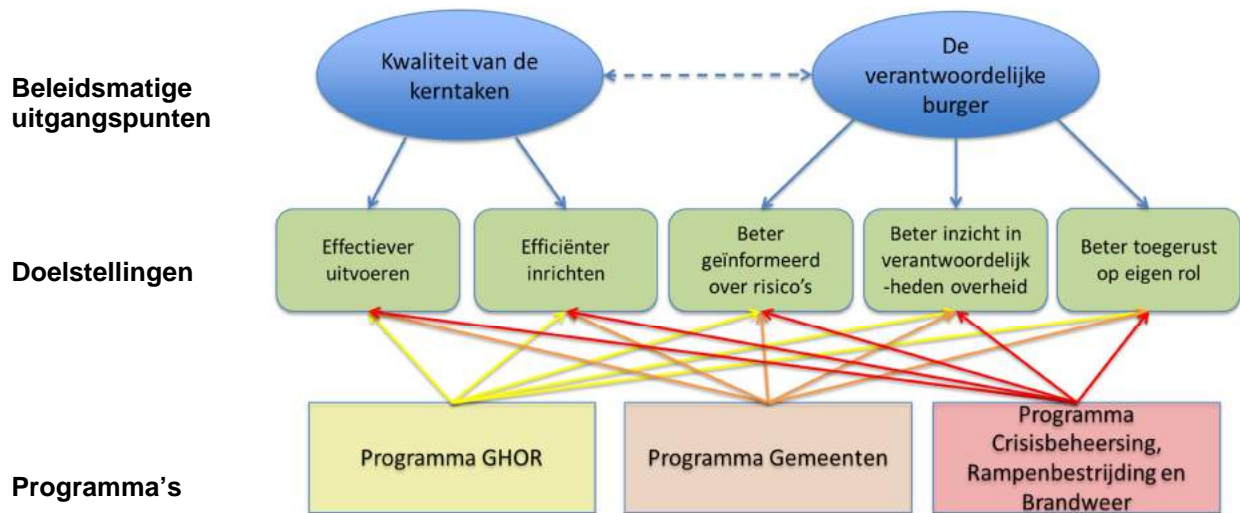 Beleidsmatige
uitgangspunten
Kwaliteit van de
kerntaken
De
verantwoordelijke
burger
Doelstellingen
Effectiever
uitvoeren
Efficiënter
inrichten
Beter
geïnformeerd
over risico's
Beter inzicht in
verantwoordelijk
-heden overheid
Beter toegerust
op eigen rol
Programma's
Programma GHOR
Programma Gemeenten
Programma
Crisisbeheersing,
Rampenbestrijding en
Brandweer